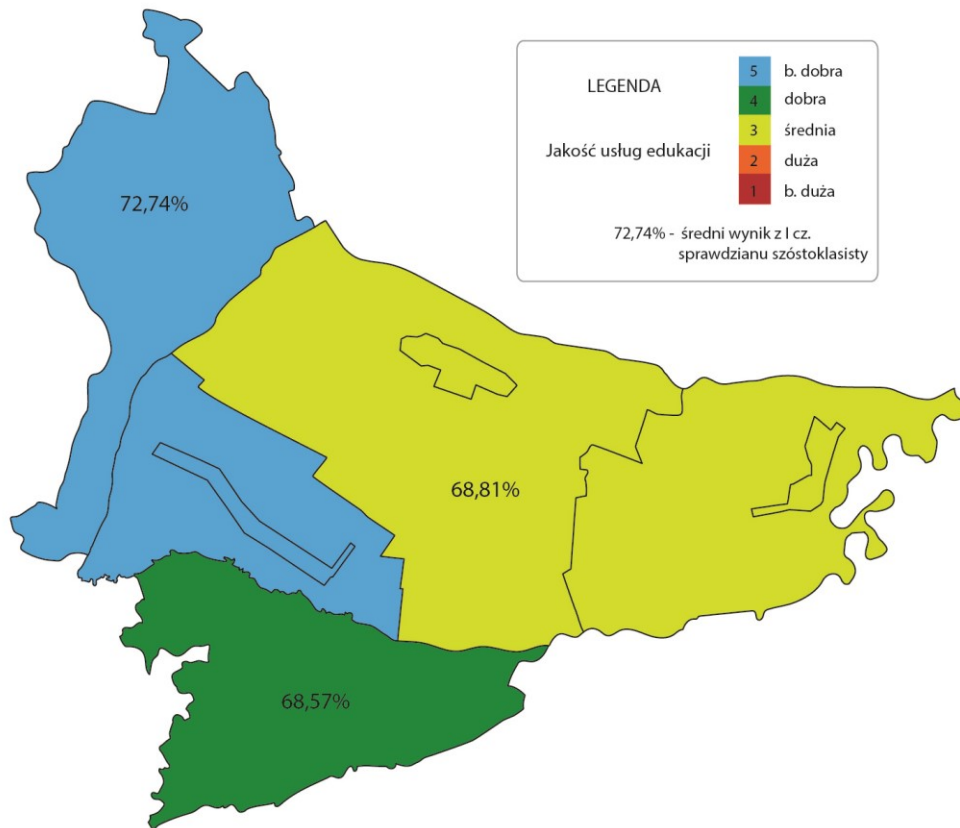 LEGENDA
Jakość usług edukacji
5 b. dobra
4 dobra
3 średnia
2 duża
1 b. duża
72,74% - średni wynik z I cz.
sprawdzianu szóstoklasisty
72,74%
68,81%
68,57%